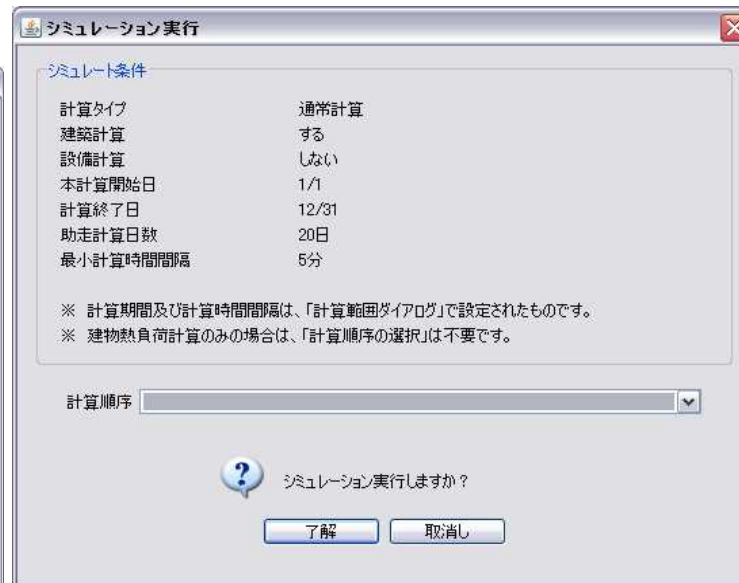 シミュレーション実行
シミュレート条件
計算タイプ 通常計算
建築計算 する
設備計算 しない
本計算開始日 1/1
計算終了日 12/31
助走計算日数 20日
最小計算時間間隔 5分
※ 計算期間及び計算時間間隔は、「計算範囲ダイアログ」で設定されたものです。
※ 建物熱負荷計算のみの場合は、「計算順序の選択」は不要です。
計算順序
シミュレーション実行しますか?
了解 取消し